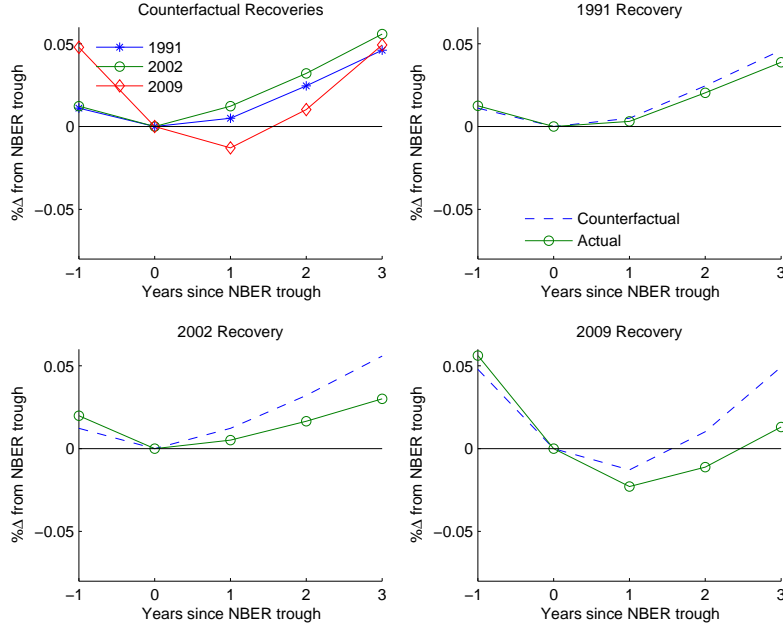 Counterfactual Recoveries
0.05
0
−0.05
%Δ from NBER trough
1991
2002
2009
−1 0 1 2 3
Years since NBER trough
1991 Recovery
0.05
0
−0.05
%Δ from NBER trough
Counterfactual
Actual
−1 0 1 2 3
Years since NBER trough
2002 Recovery
0.05
0
−0.05
%Δ from NBER trough
−1 0 1 2 3
Years since NBER trough
2009 Recovery
0.05
0
−0.05
%Δ from NBER trough
−1 0 1 2 3
Years since NBER trough